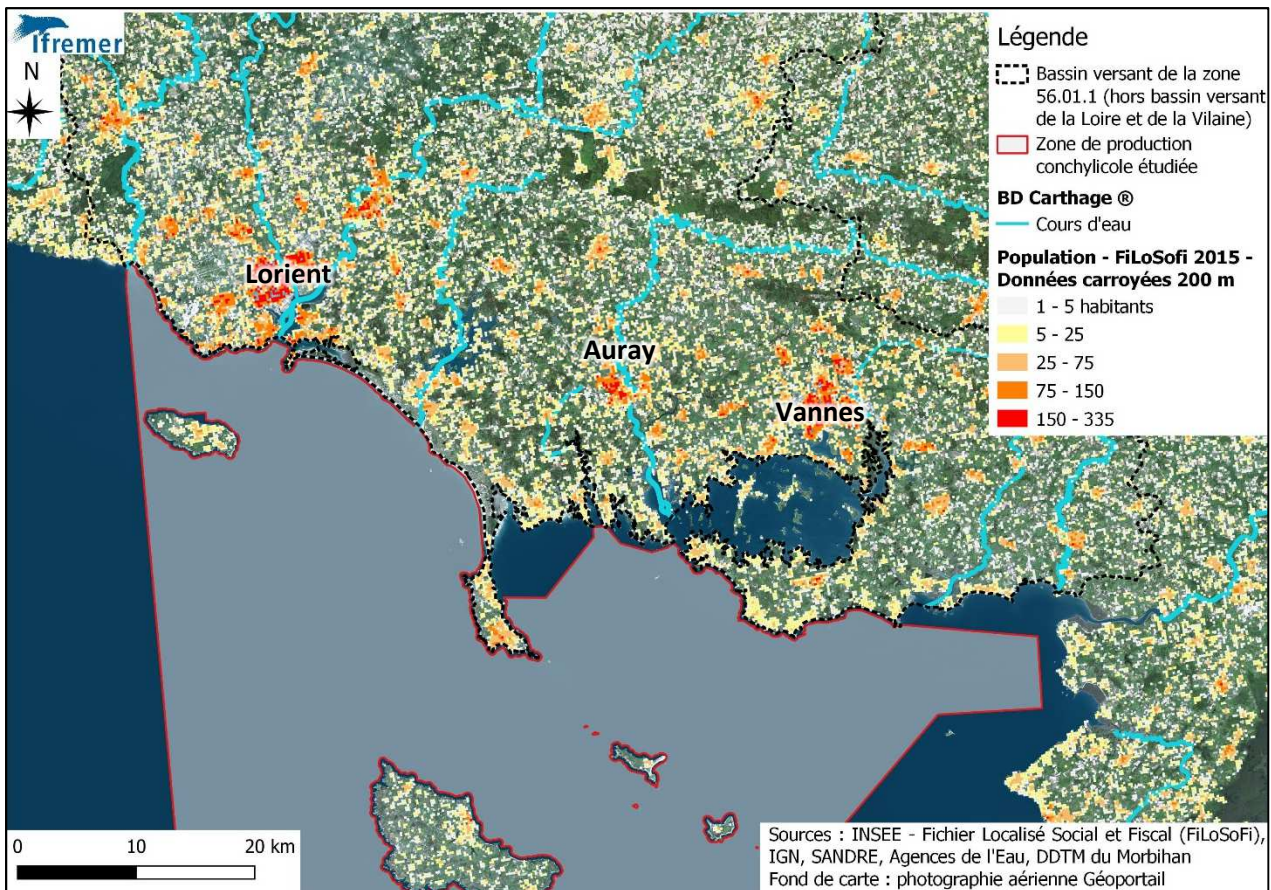 Ifremer
N
Lorient
Auray
Vannes
Légende
Bassin versant de la zone
56.01.1 (hors bassin versant
de la Loire et de la Vilaine)
Zone de production
conchylicole étudiée
BD Carthage ®
Cours d'eau
Population - FiLoSofi 2015 -
Données carroyées 200 m
1 - 5 habitants
5 - 25
25 - 75
75 - 150
150 - 335
0 10 20 km
Sources : INSEE - Fichier Localisé Social et Fiscal (FiLoSoFi),
IGN, SANDRE, Agences de l'Eau, DDTM du Morbihan
Fond de carte : photographie aérienne Géoportail